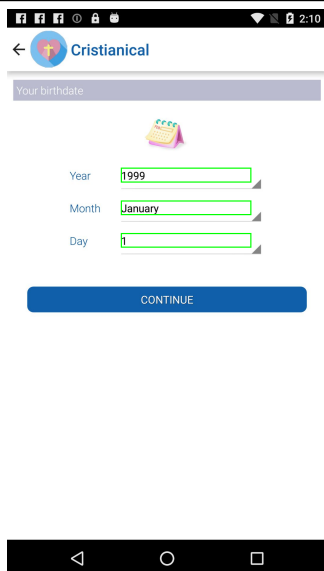 2:10
Cristianical
Your birthdate
Year 1999
Month January
Day 1
CONTINUE